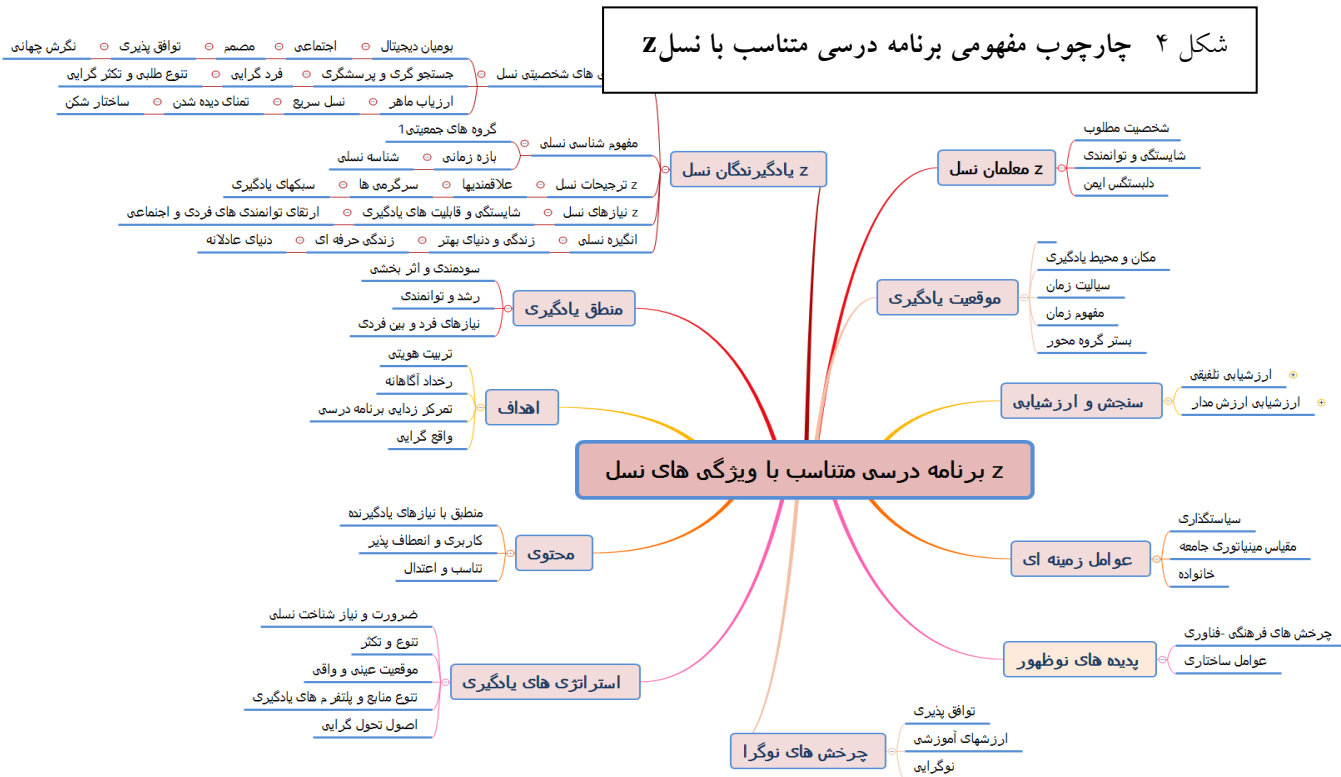 شکل ۴ چارچوب مفهومی برنامه درسی متناسب با نسل z
z برنامه درسی متناسب با ویژگی های نسل
z معلمان نسل
شخصیت مطلوب
شایستگی و توانمندی
دلبستگس ایمن
موقعیت یادگیری
مکان و محیط یادگیری
سیالیت زمان
مفهوم زمان
بستر گروه محور
سنجش و ارزشیابی
ارزشیابی تلفیقی
ارزشیابی ارزش مدار
عوامل زمینه ای
سیاستگذاری
مقیاس مینیاتوری جامعه
خانواده
پدیده های نوظهور
چرخش های فرهنگی -فناوری
عوامل ساختاری
چرخش های نوگرا
توافق پذیری
ارزشهای آموزشی
نوگرایی
z یادگیرندگان نسل
ی های شخصیتی نسل
بومیان دیجیتال
اجتماعی
مصمم
توافق پذیری
نگرش چهانی
جستجو گری و پرسشگری
فرد گرایی
تنوع طلبی و تکثر گرایی
ارزیاب ماهر
نسل سریع
تمنای دیده شدن
ساختار شکن
مفهوم شناسی نسلی
گروه های جمعیتی1
بازه زمانی
شناسه نسلی
z ترجیحات نسل
علاقمندیها
سرگرمی ها
سبکهای یادگیری
z نیازهای نسل
شایستگی و قابلیت های یادگیری
ارتقای توانمندی های فردی و اجتماعی
انگیزه نسلی
زندگی و دنیای بهتر
زندگی حرفه ای
دنیای عادلانه
منطق یادگیری
سودمندی و اثر بخشی
رشد و توانمندی
نیازهای فرد و بین فردی
اهداف
تربیت هویتی
رخداد آگاهانه
تمرکز زدایی برنامه درسی
واقع گرایی
محتوی
منطبق با نیازهای یادگیرنده
کاربری و انعطاف پذیر
تناسب و اعتدال
استراتژی های یادگیری
ضرورت و نیاز شناخت نسلی
تنوع و تکثر
موقعیت عینی و واقی
تنوع منابع و پلتفر م های یادگیری
اصول تحول گرایی